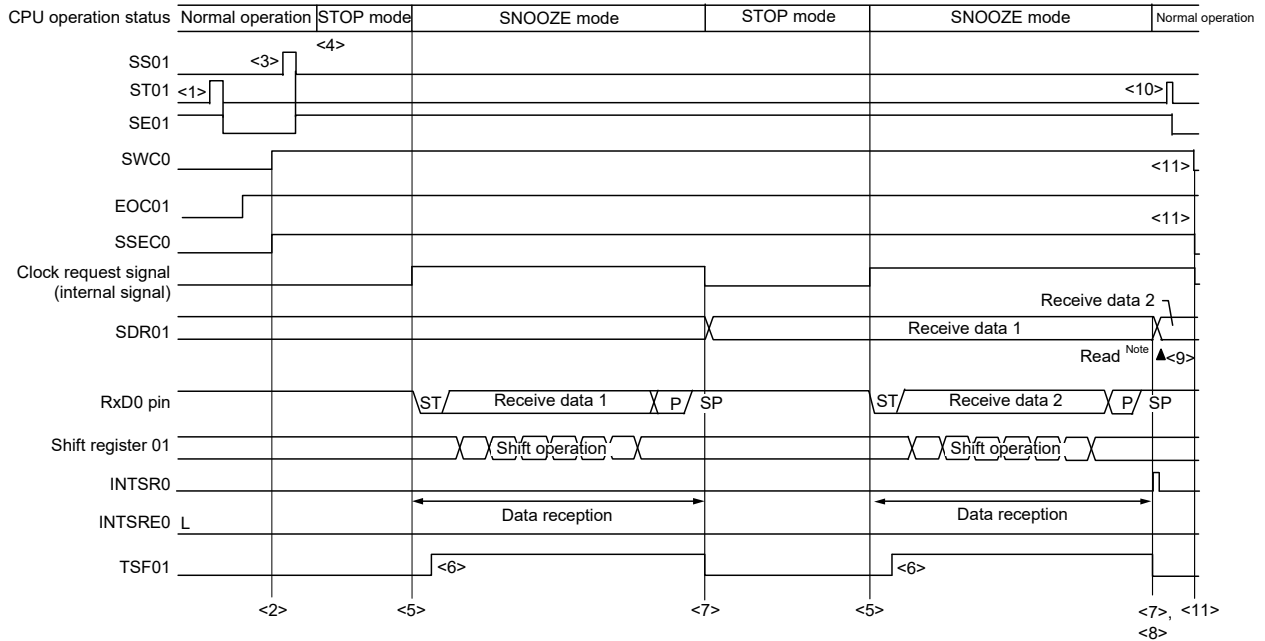 CPU operation status Normal operation STOP mode SNOOZE mode STOP mode SNOOZE mode Normal operation
<4>
SS01 <3>
ST01 <1> <10>
SE01
SWC0 <11>
EOC01
<11>
SSEC0
Clock request signal
(internal signal)
Receive data 2
SDR01 Receive data 1
Read Note ▲<9>
RxD0 pin ST Receive data 1 P SP ST Receive data 2 P SP
Shift register 01 Shift operation Shift operation
INTSR0
Data reception Data reception
INTSRE0 L
TSF01 <6> <6>
<2> <5> <7> <5> <7>, <11>
<8>